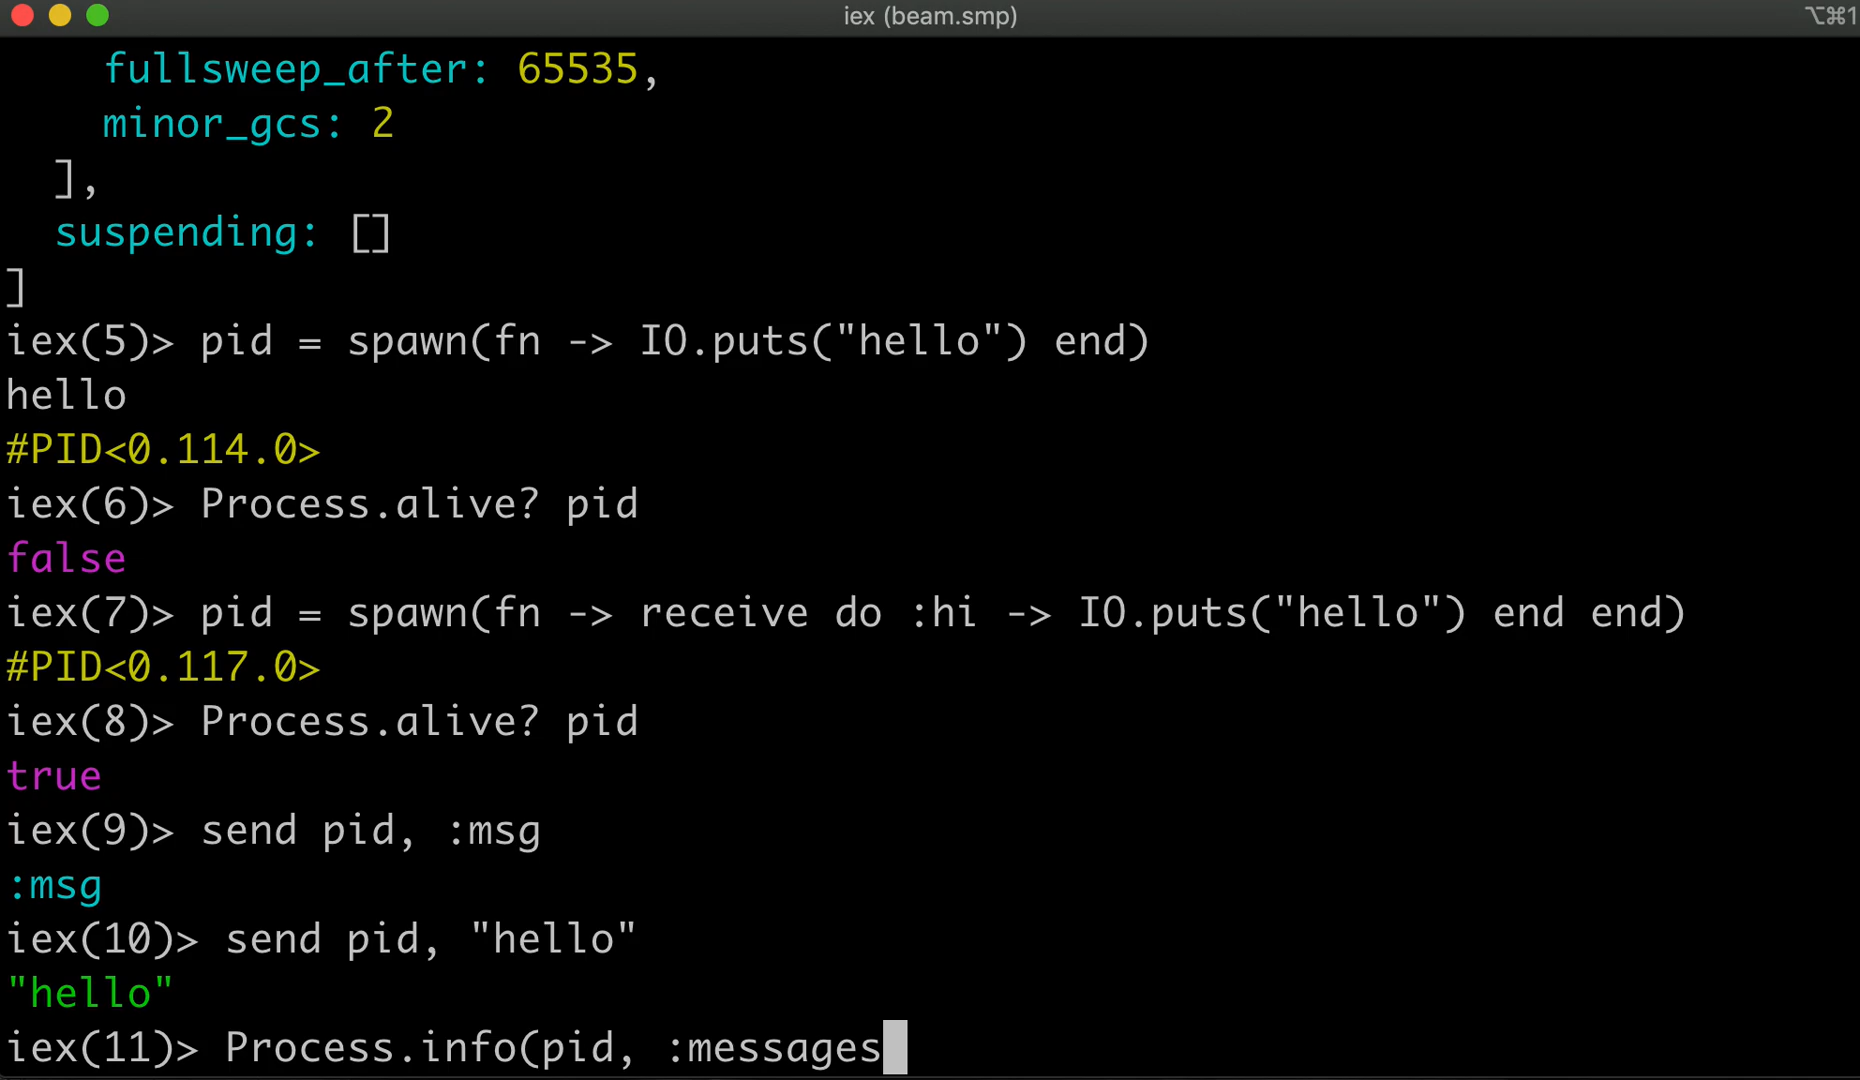 iex (beam.smp)
⌥⌘1
fullsweep_after: 65535,
minor_gcs: 2
],
suspending: []
]
iex(5)> pid = spawn(fn -> IO.puts("hello") end)
hello
#PID<0.114.0>
iex(6)> Process.alive? pid
false
iex(7)> pid = spawn(fn -> receive do :hi -> IO.puts("hello") end end)
#PID<0.117.0>
iex(8)> Process.alive? pid
true
iex(9)> send pid, :msg
:msg
iex(10)> send pid, "hello"
"hello"
iex(11)> Process.info(pid, :messages